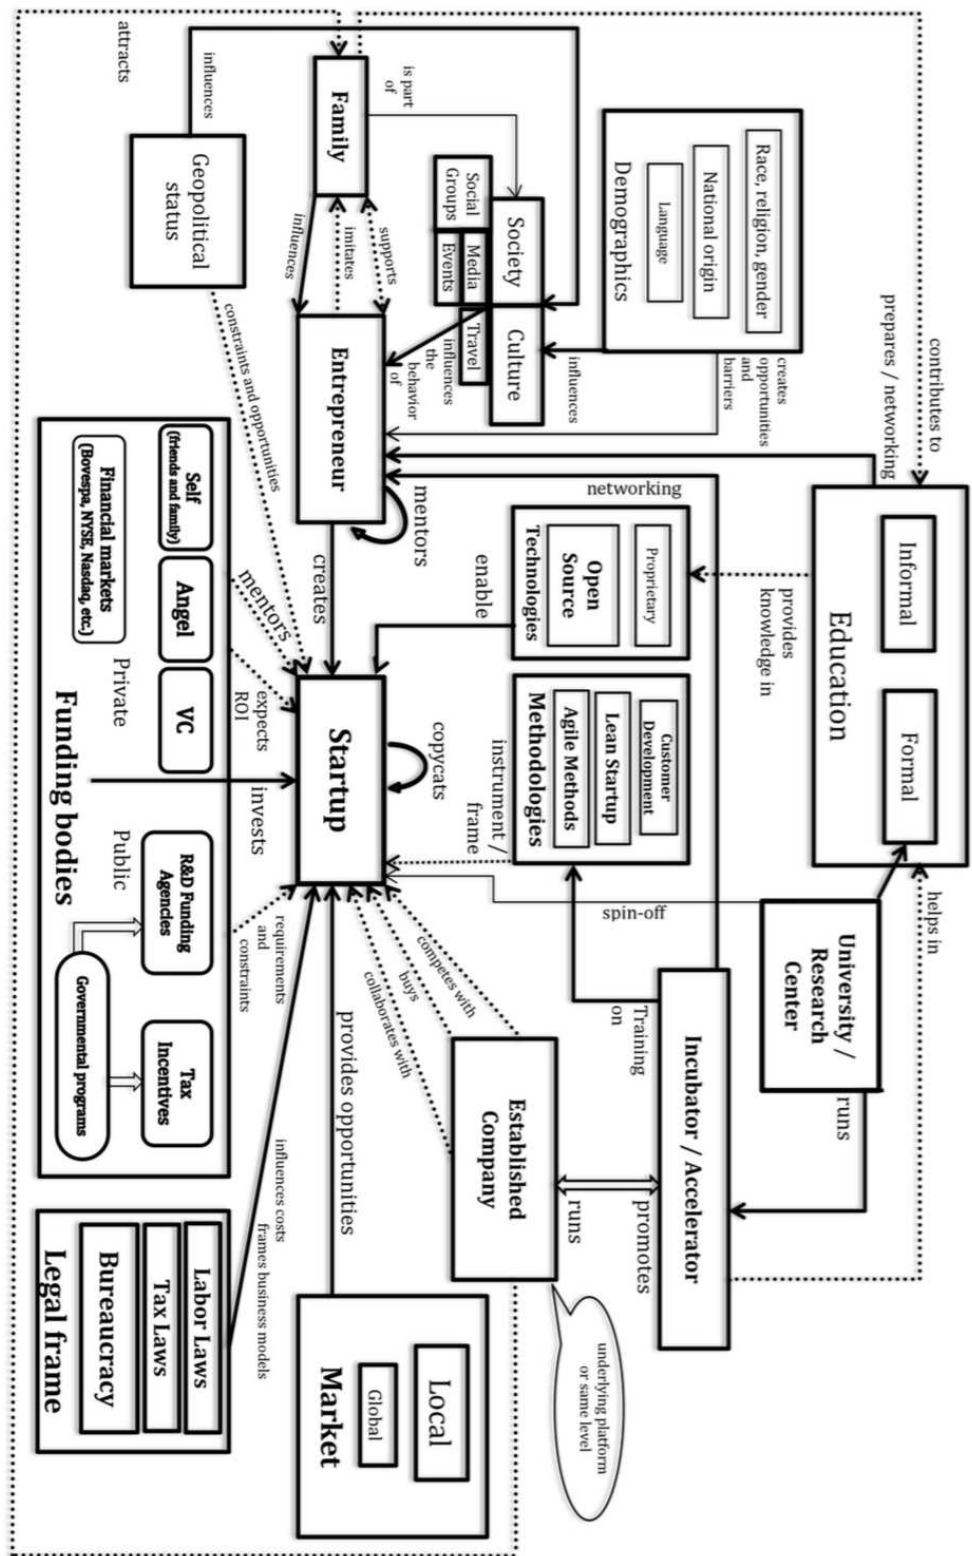 contributes to
prepares / networking
Informal
Formal
Education
helps in
provides
knowledge in
University /
Research
Center
runs
Race, religion, gender
National origin
Language
Demographics
creates
opportunities
and
barriers
influences
networking
Proprietary
Open
Source
Technologies
enable
Customer
Development
Lean Startup
Agile Methods
Methodologies
instrument /
frame
spin-off
Training
on
Incubator / Accelerator
promotes
runs
underlying platform
or same level
is part
of
Society
Culture
Social
Groups
Media
Events
Travel
influences
the
behavior
of
Family
supports
imitates
influences
Entrepreneur
mentors
creates
Startup
copycats
competes with
buys
collaborates with
Established
Company
provides opportunities
Local
Global
Market
attracts
influences
Geopolitical
status
constraints and opportunities
mentors
expects
ROI
invests
requirements
and
constraints
influences costs
frames business models
Self
(friends and family)
Angel
VC
Financial markets
(Bovespa, NYSE, Nasdaq, etc.)
Private
Public
R&D Funding
Agencies
Tax
Incentives
Governmental programs
Funding bodies
Labor Laws
Tax Laws
Bureaucracy
Legal frame